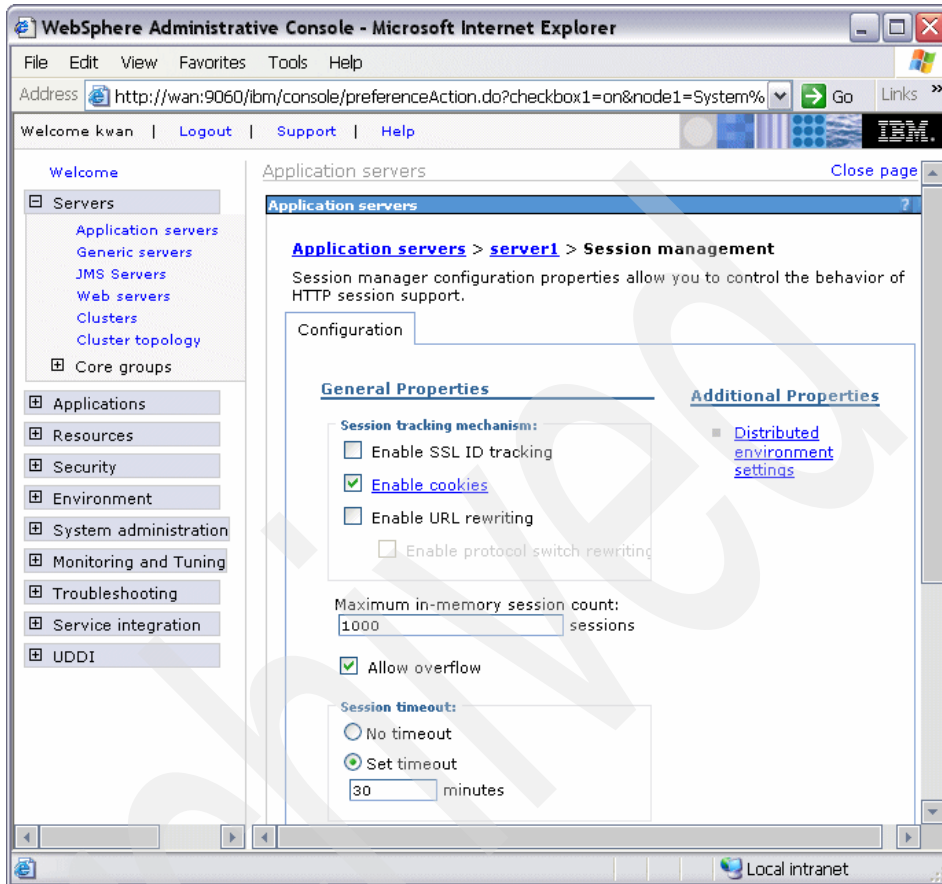 WebSphere Administrative Console - Microsoft Internet Explorer
File Edit View Favorites Tools Help
Address http://wan:9060/ibm/console/preferenceAction.do?checkbox1=on&node1=System% Go Links »
Welcome kwan | Logout | Support | Help IBM.
Welcome
Servers
Application servers
Generic servers
JMS Servers
Web servers
Clusters
Cluster topology
Core groups
Applications
Resources
Security
Environment
System administration
Monitoring and Tuning
Troubleshooting
Service integration
UDDI
Application servers Close page
Application servers ?
Application servers > server1 > Session management
Session manager configuration properties allow you to control the behavior of
HTTP session support.
Configuration
General Properties
Session tracking mechanism:
Enable SSL ID tracking
Enable cookies
Enable URL rewriting
Enable protocol switch rewriting
Maximum in-memory session count:
1000 sessions
Allow overflow
Session timeout:
No timeout
Set timeout
30 minutes
Additional Properties
Distributed
environment
settings
Local intranet